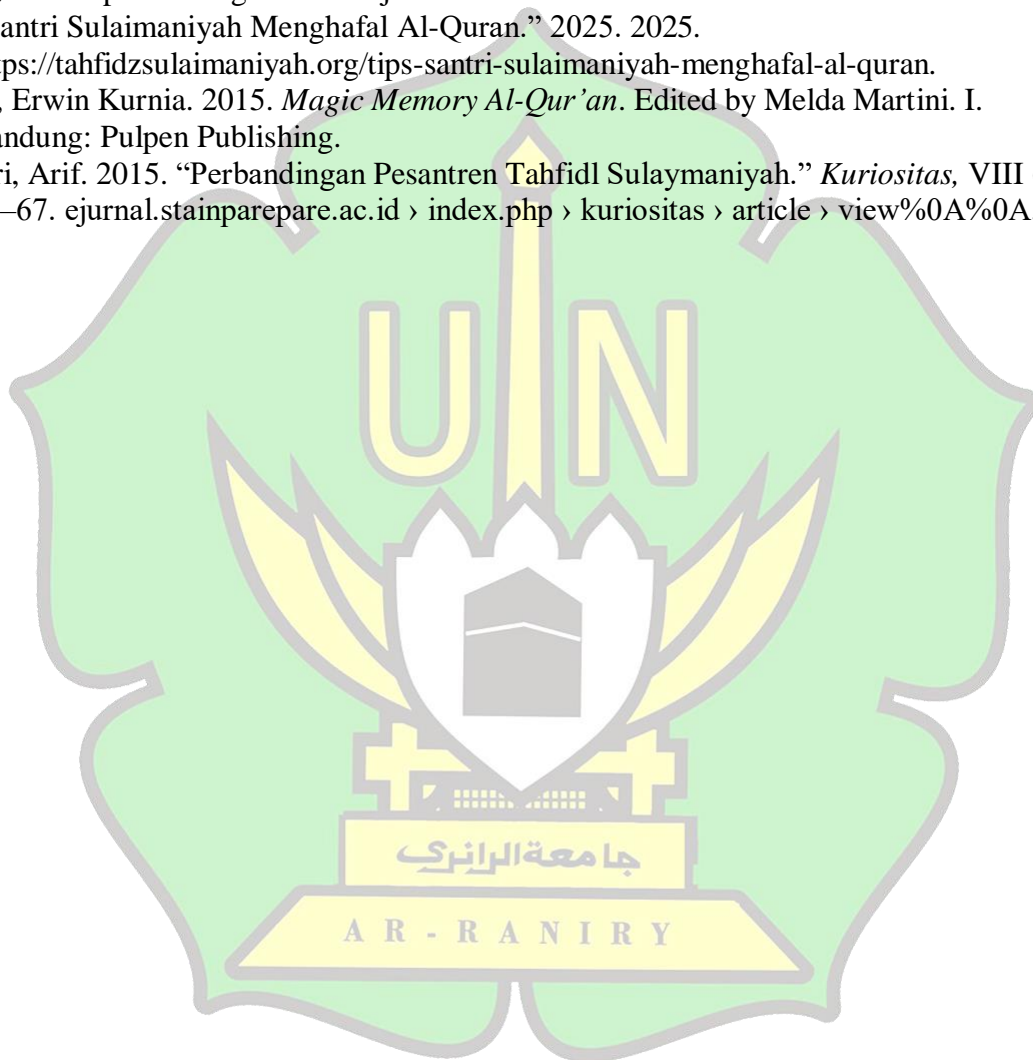 antri Sulaimaniyah Menghafal Al-Quran.” 2025. 2025.
ps://tahfidzsulaimaniyah.org/tips-santri-sulaimaniyah-menghafal-al-quran.
, Erwin Kurnia. 2015. Magic Memory Al-Qur’an. Edited by Melda Martini. I.
andung: Pulpen Publishing.
ri, Arif. 2015. “Perbandingan Pesantren Tahfidl Sulaymaniyah.” Kuriositas, VIII
–67. ejurnal.stainparepare.ac.id › index.php › kuriositas › article › view%0A%0A
UIN
جامعةالرانرك
AR-RANIRY